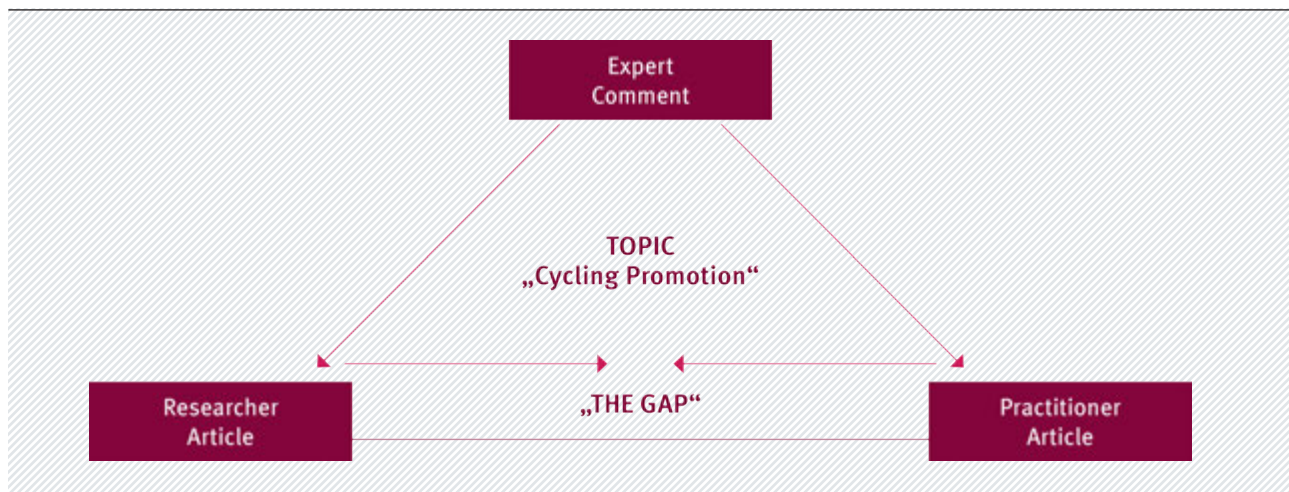 Expert
Comment
TOPIC
„Cycling Promotion“
„THE GAP“
Researcher
Article
Practitioner
Article